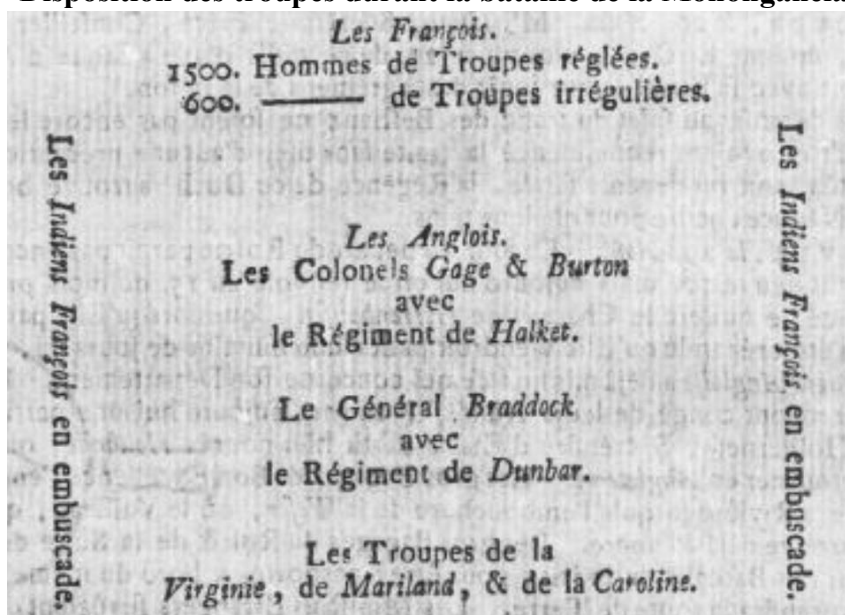 Disposition des troupes durant la bataille de la Monongahela
Les François.
1500. Hommes de Troupes réglées.
600. —— de Troupes irrégulières.
Les Indiens François en embuscade.
Les Anglois.
Les Colonels Gage & Burton
avec
le Régiment de Halket.
Le Général Braddock
avec
le Régiment de Dunbar.
Les Troupes de la
Virginie, de Mariland, & de la Caroline.
Les Indiens François en embuscade.